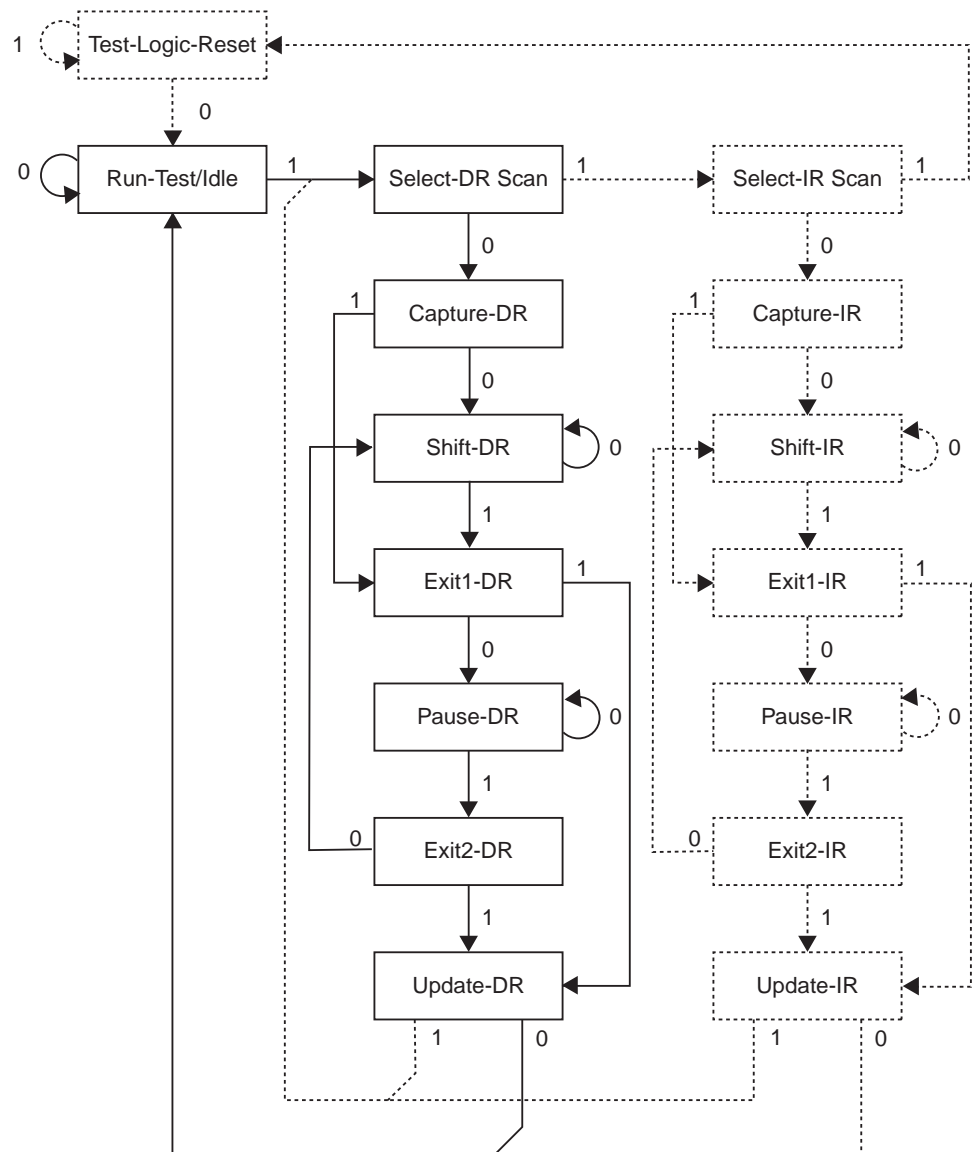 1 Test-Logic-Reset
0
0 Run-Test/Idle 1 Select-DR Scan 1 Select-IR Scan 1
0 0
1 Capture-DR 1 Capture-IR
0 0
Shift-DR 0 Shift-IR 0
1 1
Exit1-DR 1 Exit1-IR 1
0 0
Pause-DR 0 Pause-IR 0
1 1
0 Exit2-DR 0 Exit2-IR
1 1
Update-DR Update-IR
1 0 1 0